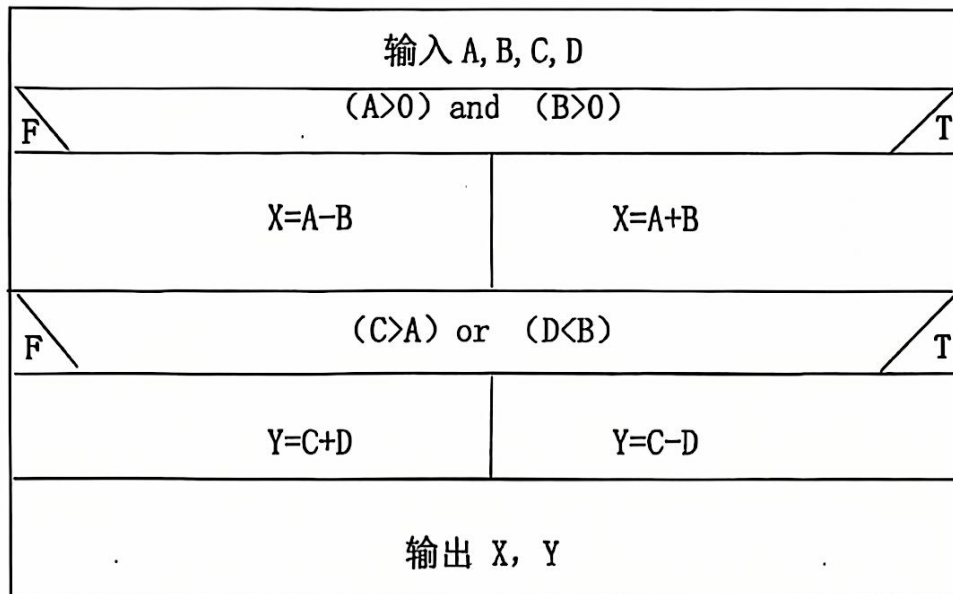 输入 A, B, C, D
F (A>0) and (B>0) T
X=A-B X=A+B
F (C>A) or (D<B) T
Y=C+D Y=C-D
输出 X, Y